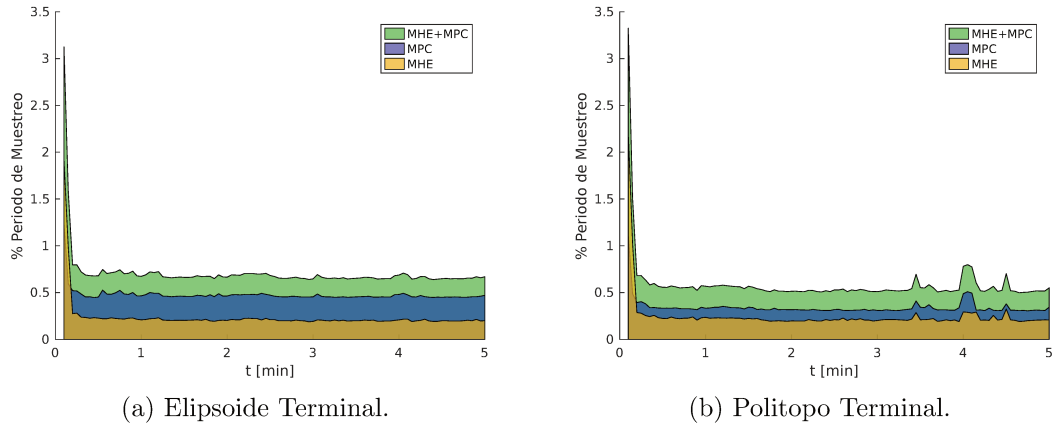 3.5
3
2.5
2
1.5
1
0.5
0
% Periodo de Muestreo
MHE+MPC
MPC
MHE
0 1 2 3 4 5
t [min]
(a) Elipsoide Terminal.
3.5
3
2.5
2
1.5
1
0.5
0
% Periodo de Muestreo
MHE+MPC
MPC
MHE
0 1 2 3 4 5
t [min]
(b) Politopo Terminal.